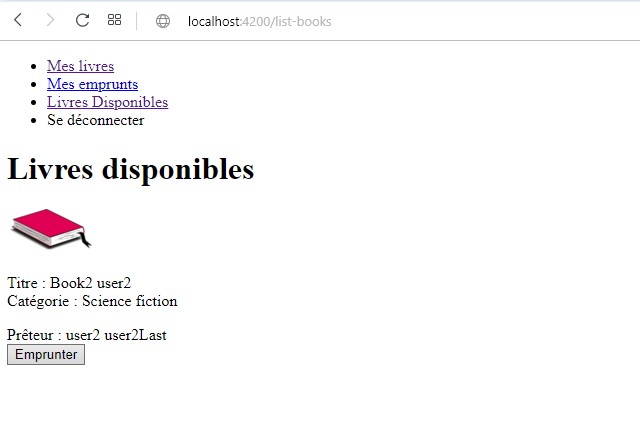 localhost:4200/list-books
Mes livres
Mes emprunts
Livres Disponibles
Se déconnecter
Livres disponibles
Titre : Book2 user2
Catégorie : Science fiction
Prêteur : user2 user2Last
Emprunter